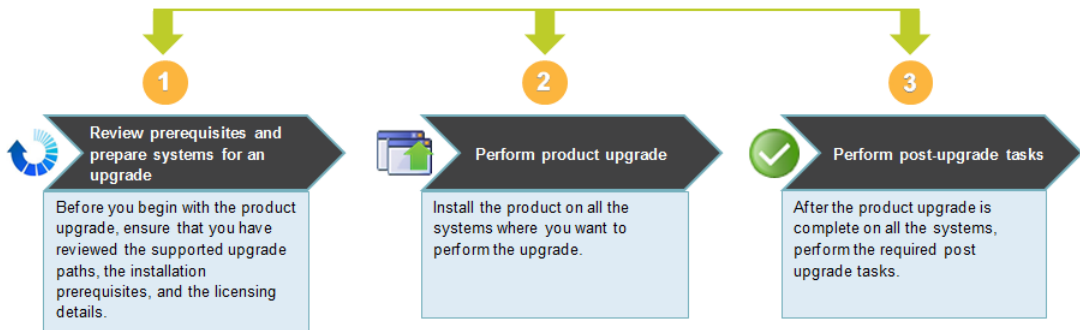 1
Review prerequisites and
prepare systems for an
upgrade
Before you begin with the product
upgrade, ensure that you have
reviewed the supported upgrade
paths, the installation
prerequisites, and the licensing
details.
2
Perform product upgrade
Install the product on all the
systems where you want to
perform the upgrade.
3
Perform post-upgrade tasks
After the product upgrade is
complete on all the systems,
perform the required post
upgrade tasks.